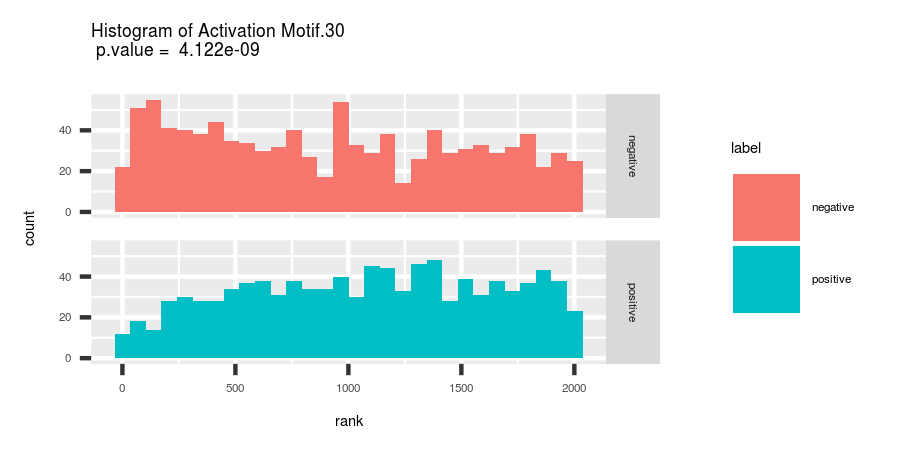 Histogram of Activation Motif.30
p.value = 4.122e-09
count
40
20
0
negative
40
20
0
positive
0 500 1000 1500 2000
rank
label
negative
positive